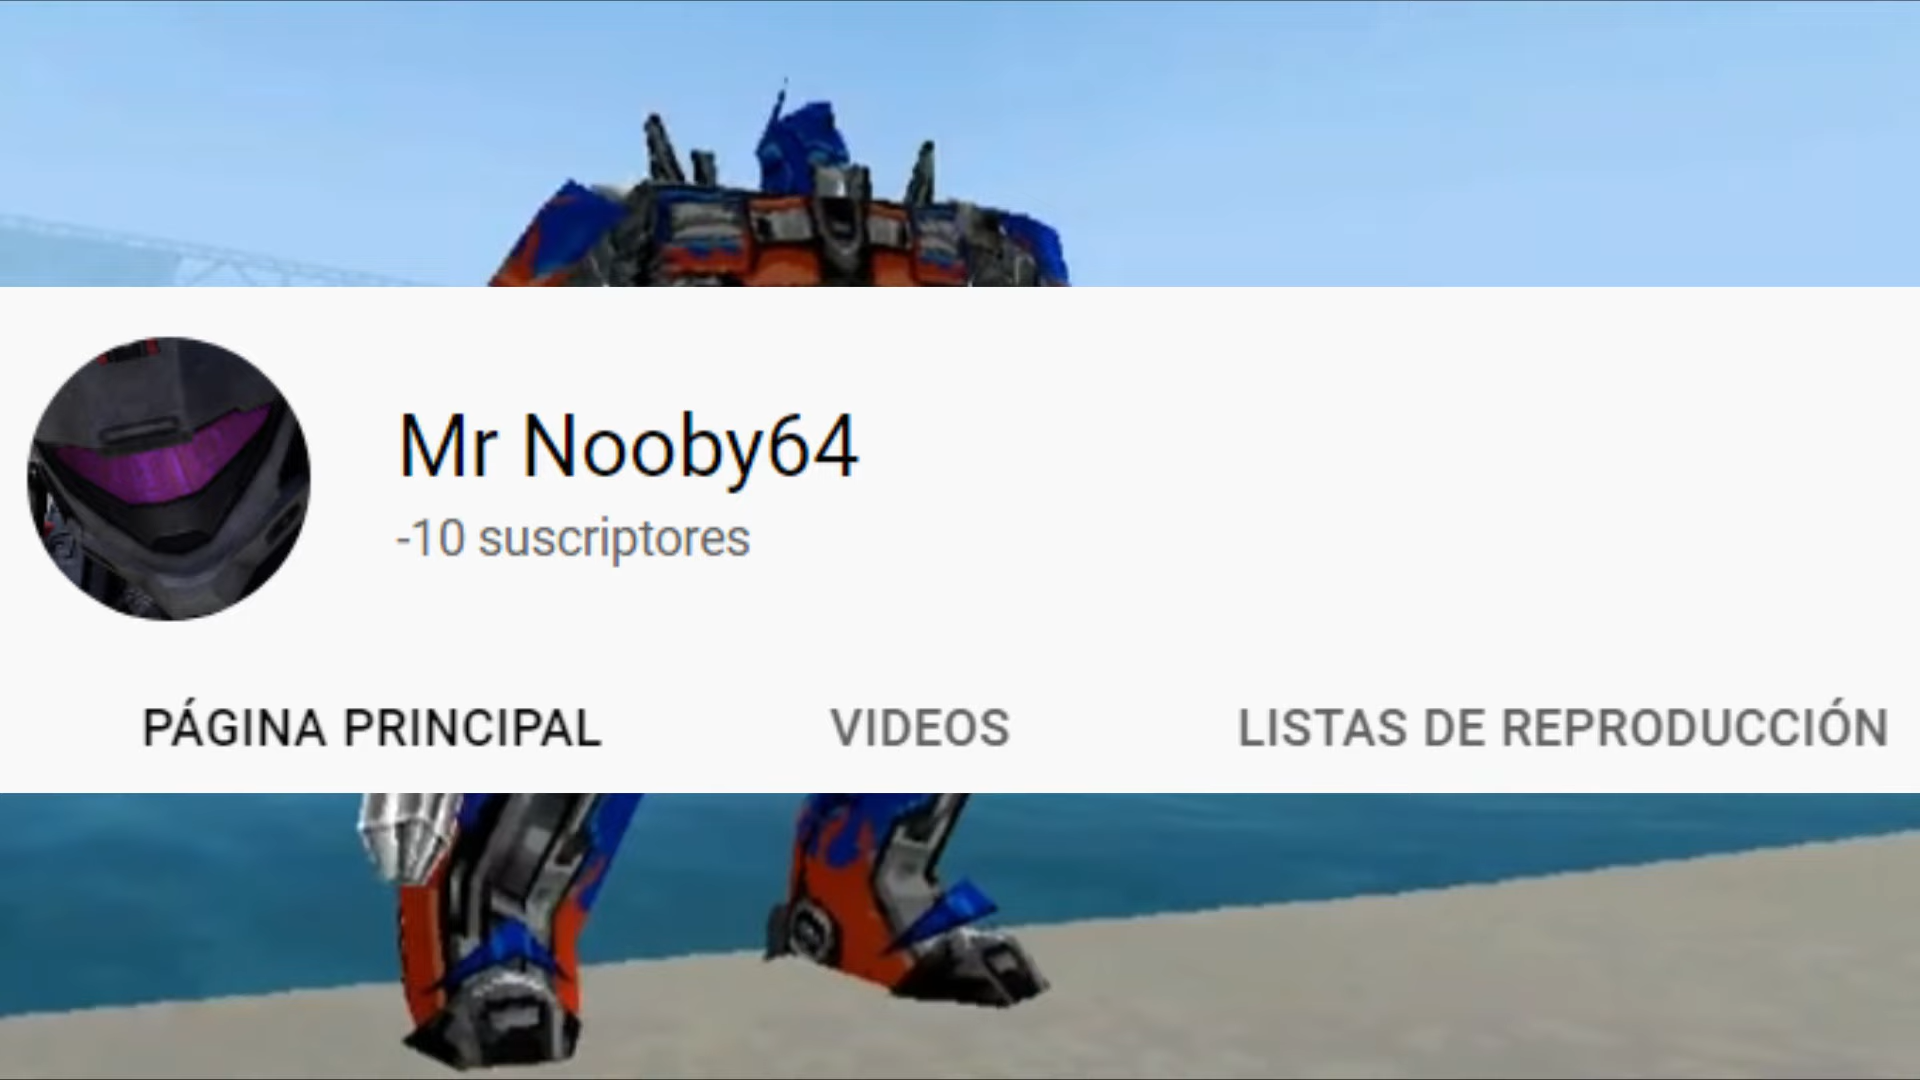 Mr Nooby64
-10 suscriptores
PÁGINA PRINCIPAL VIDEOS LISTAS DE REPRODUCCIÓN